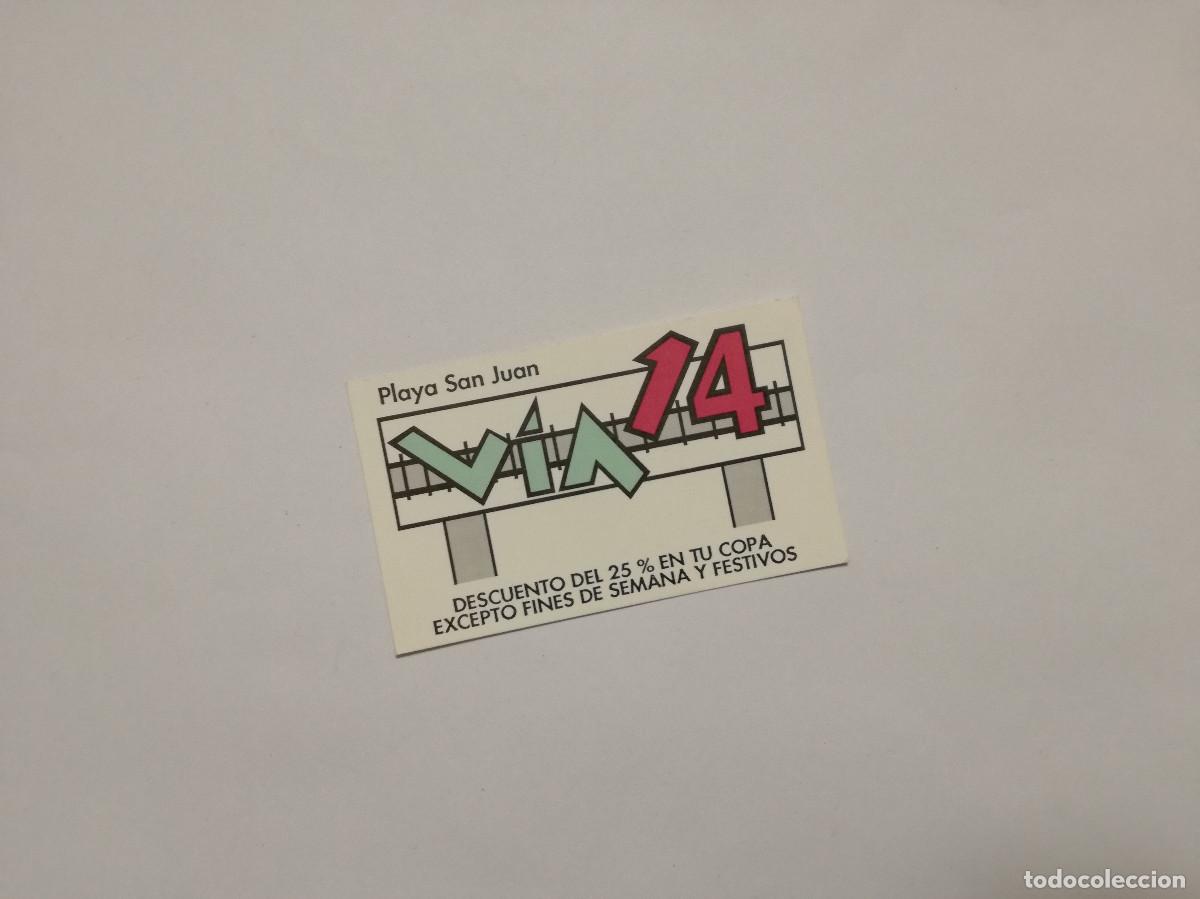 Playa San Juan
VÍA 14
DESCUENTO DEL 25 % EN TU COPA
EXCEPTO FINES DE SEMANA Y FESTIVOS
todocoleccion